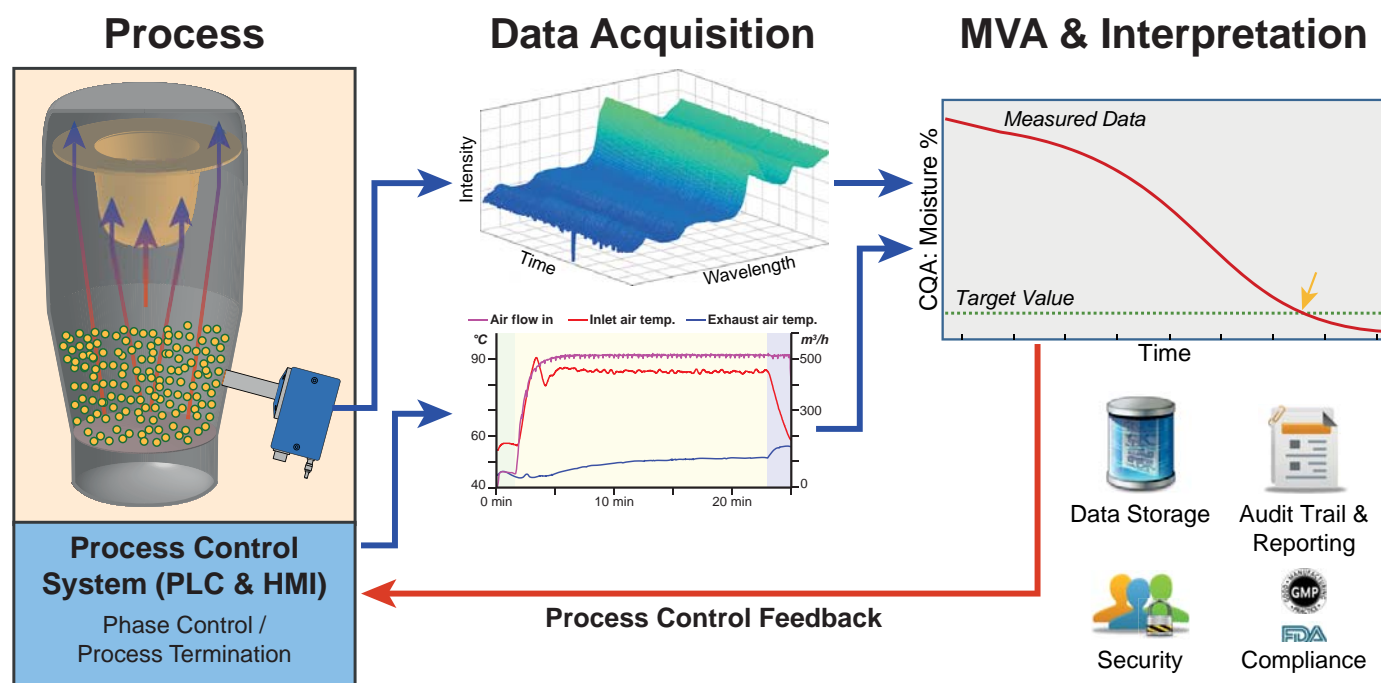 Process
Data Acquisition
MVA & Interpretation
Intensity
Time
Wavelength
Air flow in
Inlet air temp.
Exhaust air temp.
°C
90
60
40
m³/h
500
300
0
0 min
10 min
20 min
CQA: Moisture %
Measured Data
Target Value
Time
Process Control
System (PLC & HMI)
Phase Control /
Process Termination
Process Control Feedback
Data Storage
Audit Trail &
Reporting
Security
GOOD MANUFACTURING
GMP
PRACTICE
FDA
Compliance